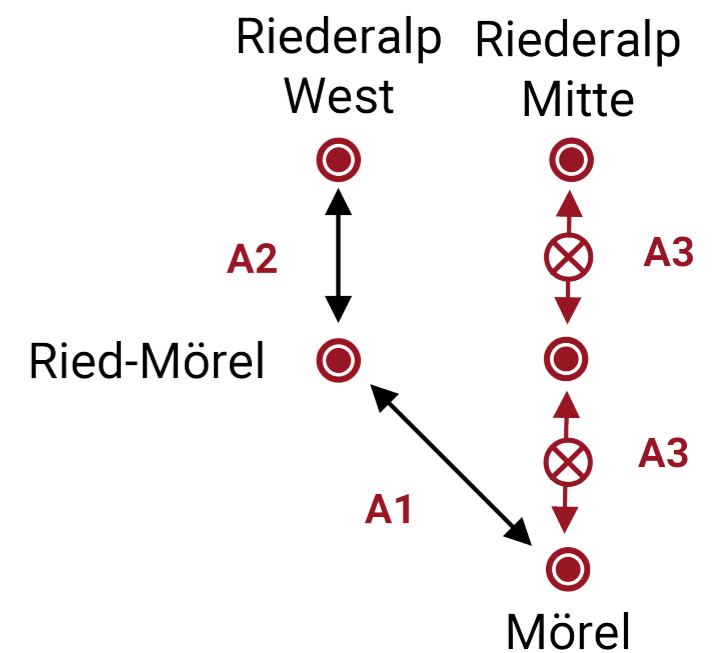 Riederalp
West
Riederalp
Mitte
A2
A3
Ried-Mörel
A3
A1
Mörel